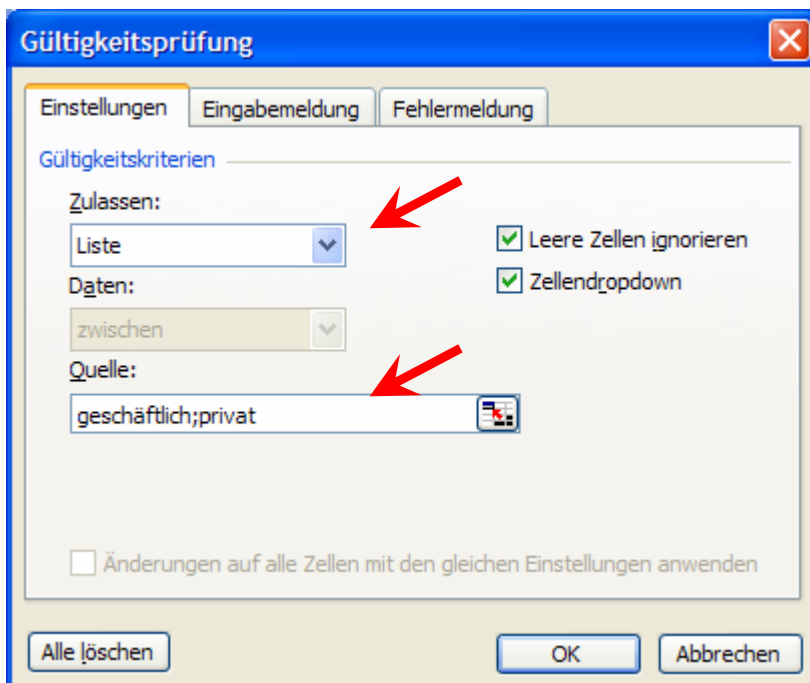 Gültigkeitsprüfung
Einstellungen Eingabemeldung Fehlermeldung
Gültigkeitskriterien
Zulassen:
Liste
Leere Zellen ignorieren
Daten:
Zellendropdown
zwischen
Quelle:
geschäftlich;privat
Änderungen auf alle Zellen mit den gleichen Einstellungen anwenden
Alle löschen OK Abbrechen